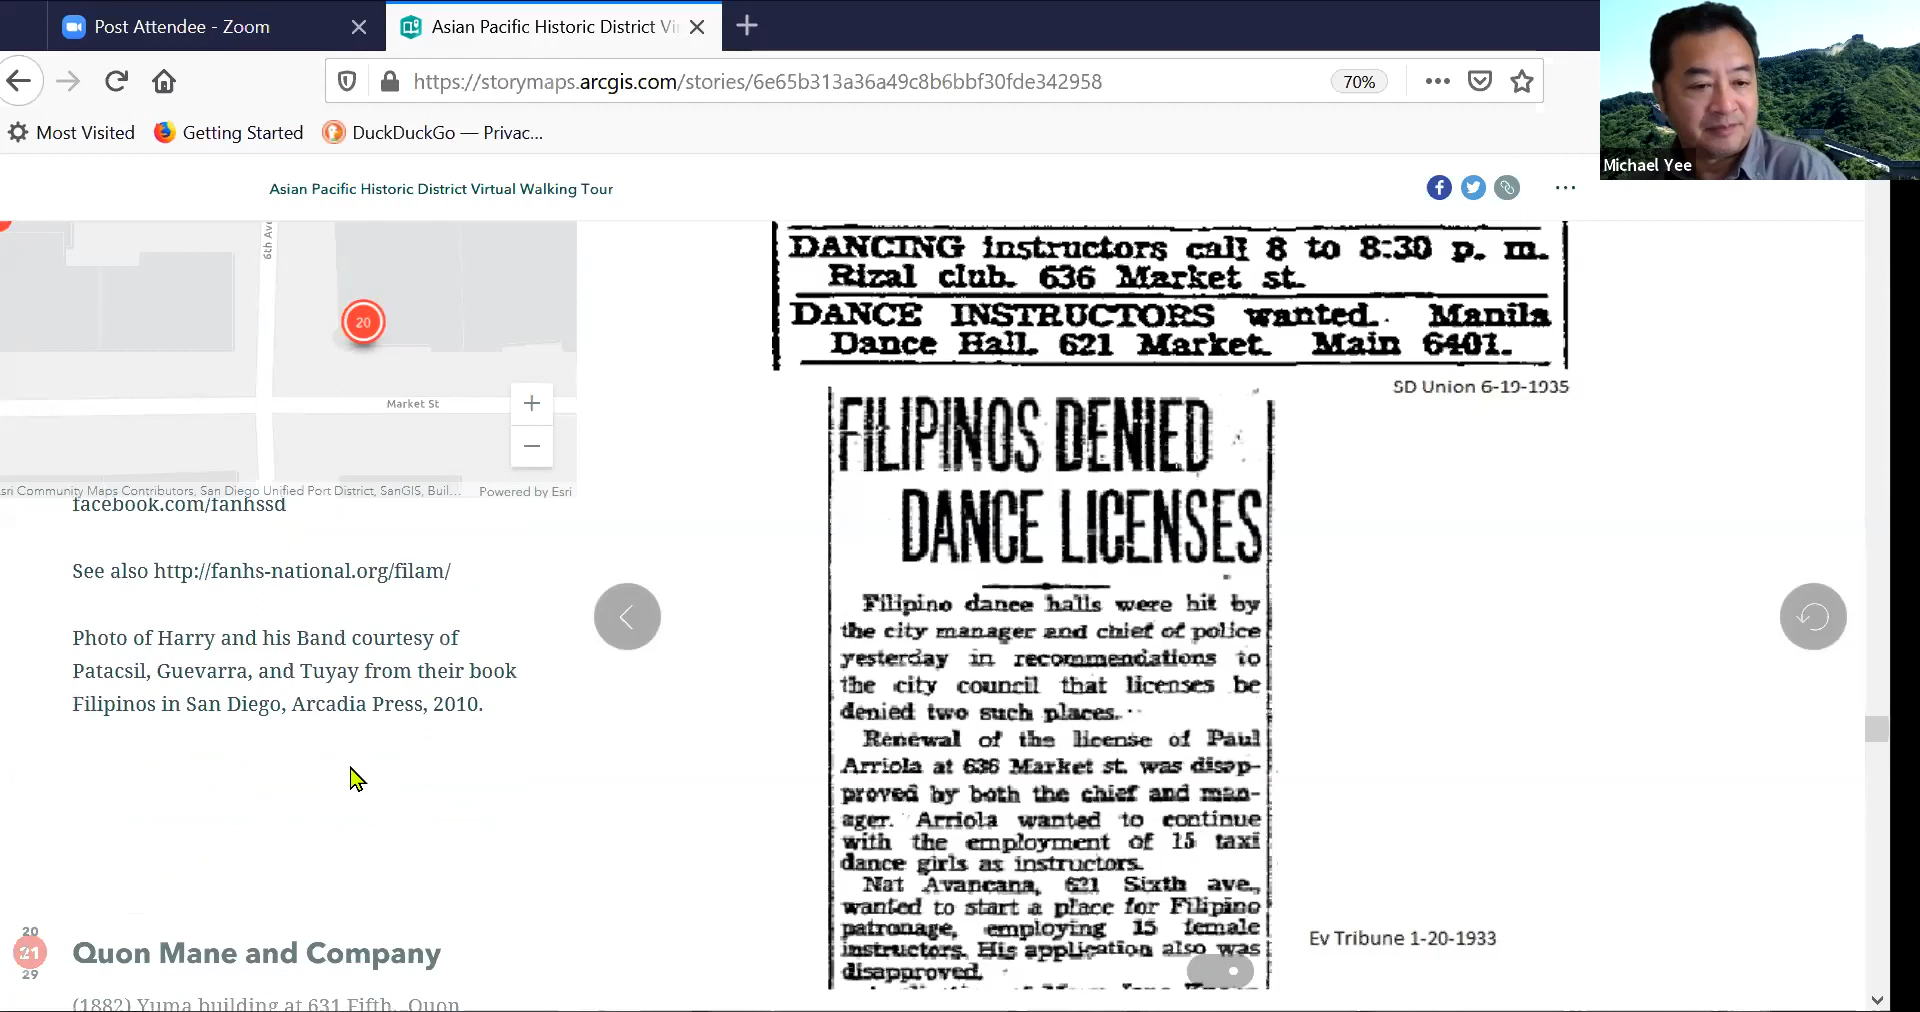 Post Attendee - Zoom
Asian Pacific Historic District Vi
https://storymaps.arcgis.com/stories/6e65b313a36a49c8b6bbf30fde342958
70%
Most Visited
Getting Started
DuckDuckGo — Privac...
Michael Yee
Asian Pacific Historic District Virtual Walking Tour
6th Ave
20
Market St
sri Community Maps Contributors, San Diego Unified Port District, SanGIS, Buil...
Powered by Esri
facebook.com/fanhssd
See also http://fanhs-national.org/filam/
Photo of Harry and his Band courtesy of
Patacsil, Guevarra, and Tuyay from their book
Filipinos in San Diego, Arcadia Press, 2010.
20
21
29
Quon Mane and Company
(1882) Yuma building at 631 Fifth. Quon
DANCING instructors call 8 to 8:30 p. m.
Rizal club. 636 Market st.
DANCE INSTRUCTORS wanted. Manila
Dance Hall. 621 Market. Main 6401.
SD Union 6-19-1935
FILIPINOS DENIED
DANCE LICENSES
Filipino dance halls were hit by
the city manager and chief of police
yesterday in recommendations to
the city council that licenses be
denied two such places.
Renewal of the license of Paul
Arriola at 636 Market st. was disap-
proved by both the chief and man-
ager. Arriola wanted to continue
with the employment of 15 taxi
dance girls as instructors.
Nat Avancana, 621 Sixth ave.,
wanted to start a place for Filipino
patronage, employing 15 female
instructors. His application also was
disapproved.
Ev Tribune 1-20-1933